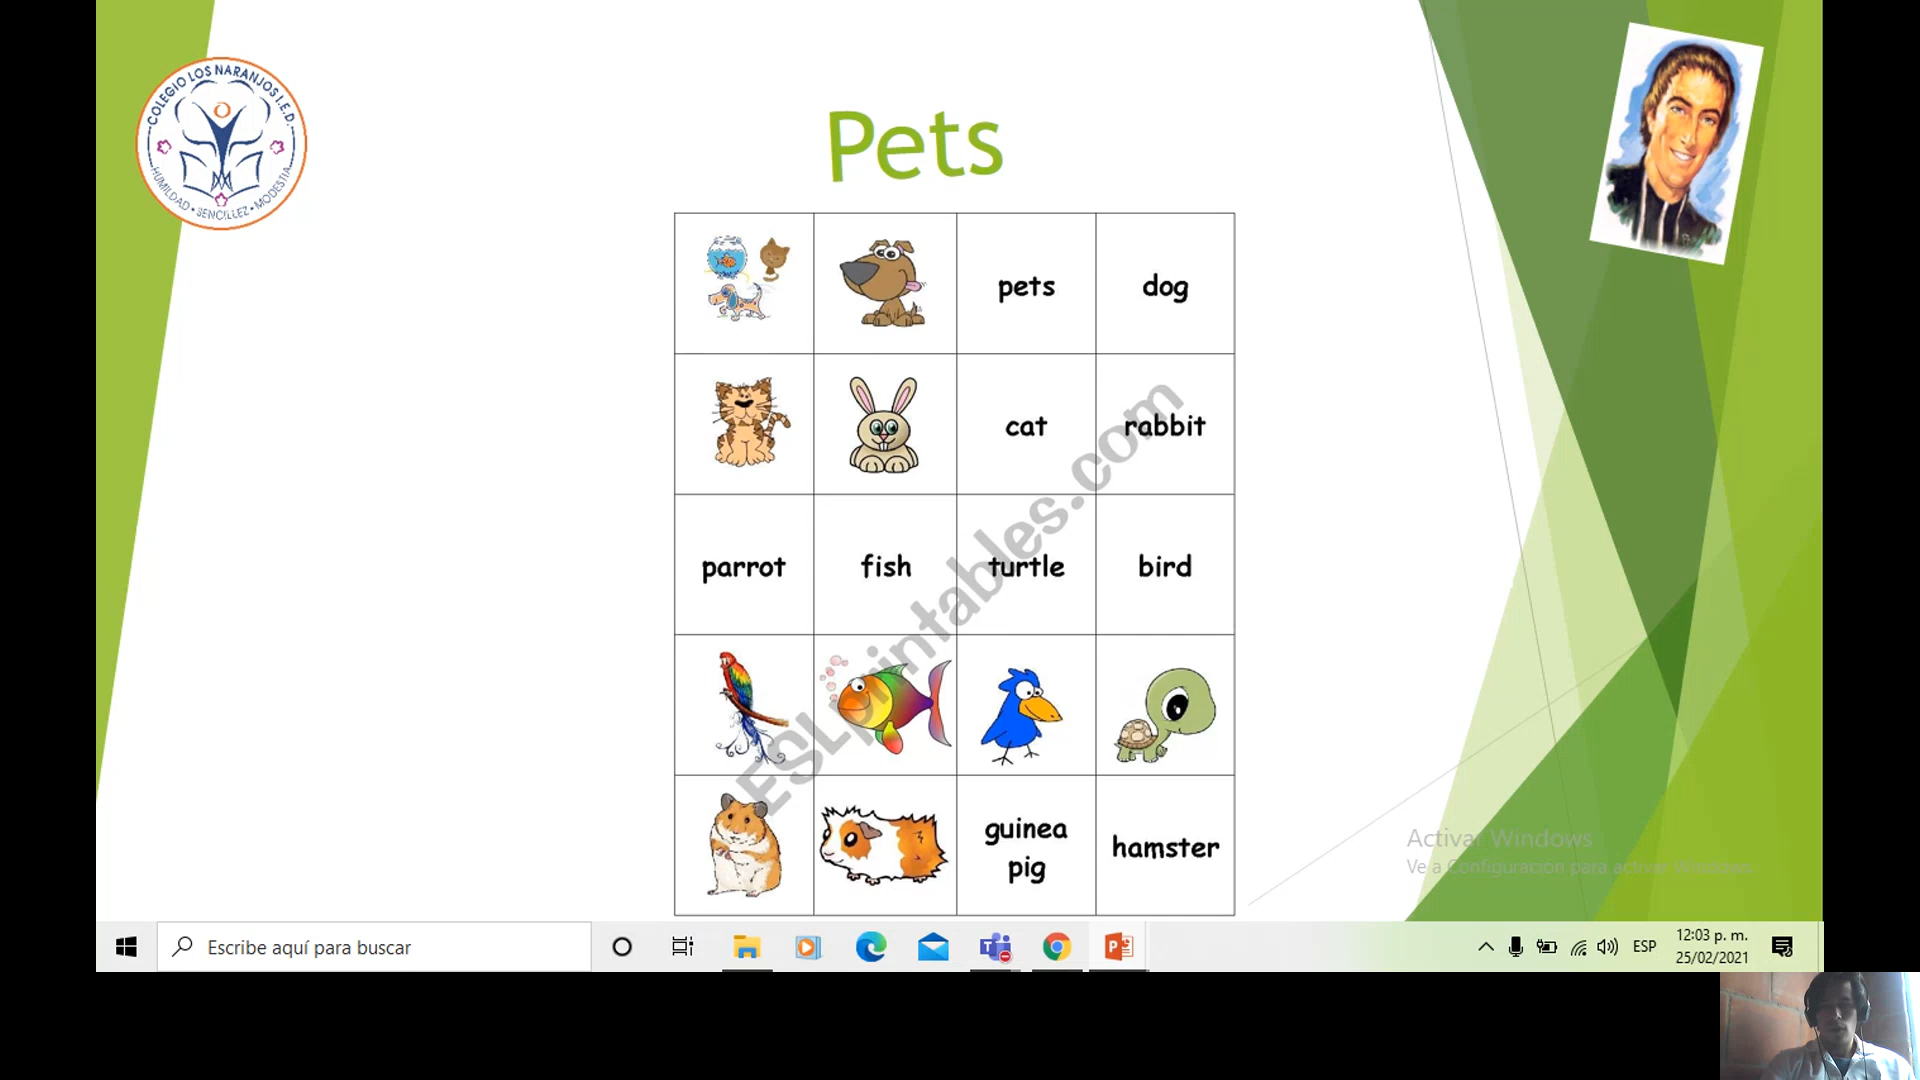 COLEGIO LOS NARANJOS I.E.D.
HUMILDAD • SENCILLEZ • MODESTIA
Pets
pets
dog
cat
rabbit
parrot
fish
turtle
bird
guinea
pig
hamster
ESLprintables.com
Activar Windows
Ve a Configuración para activar Windows.
Escribe aquí para buscar
ESP
12:03 p. m.
25/02/2021